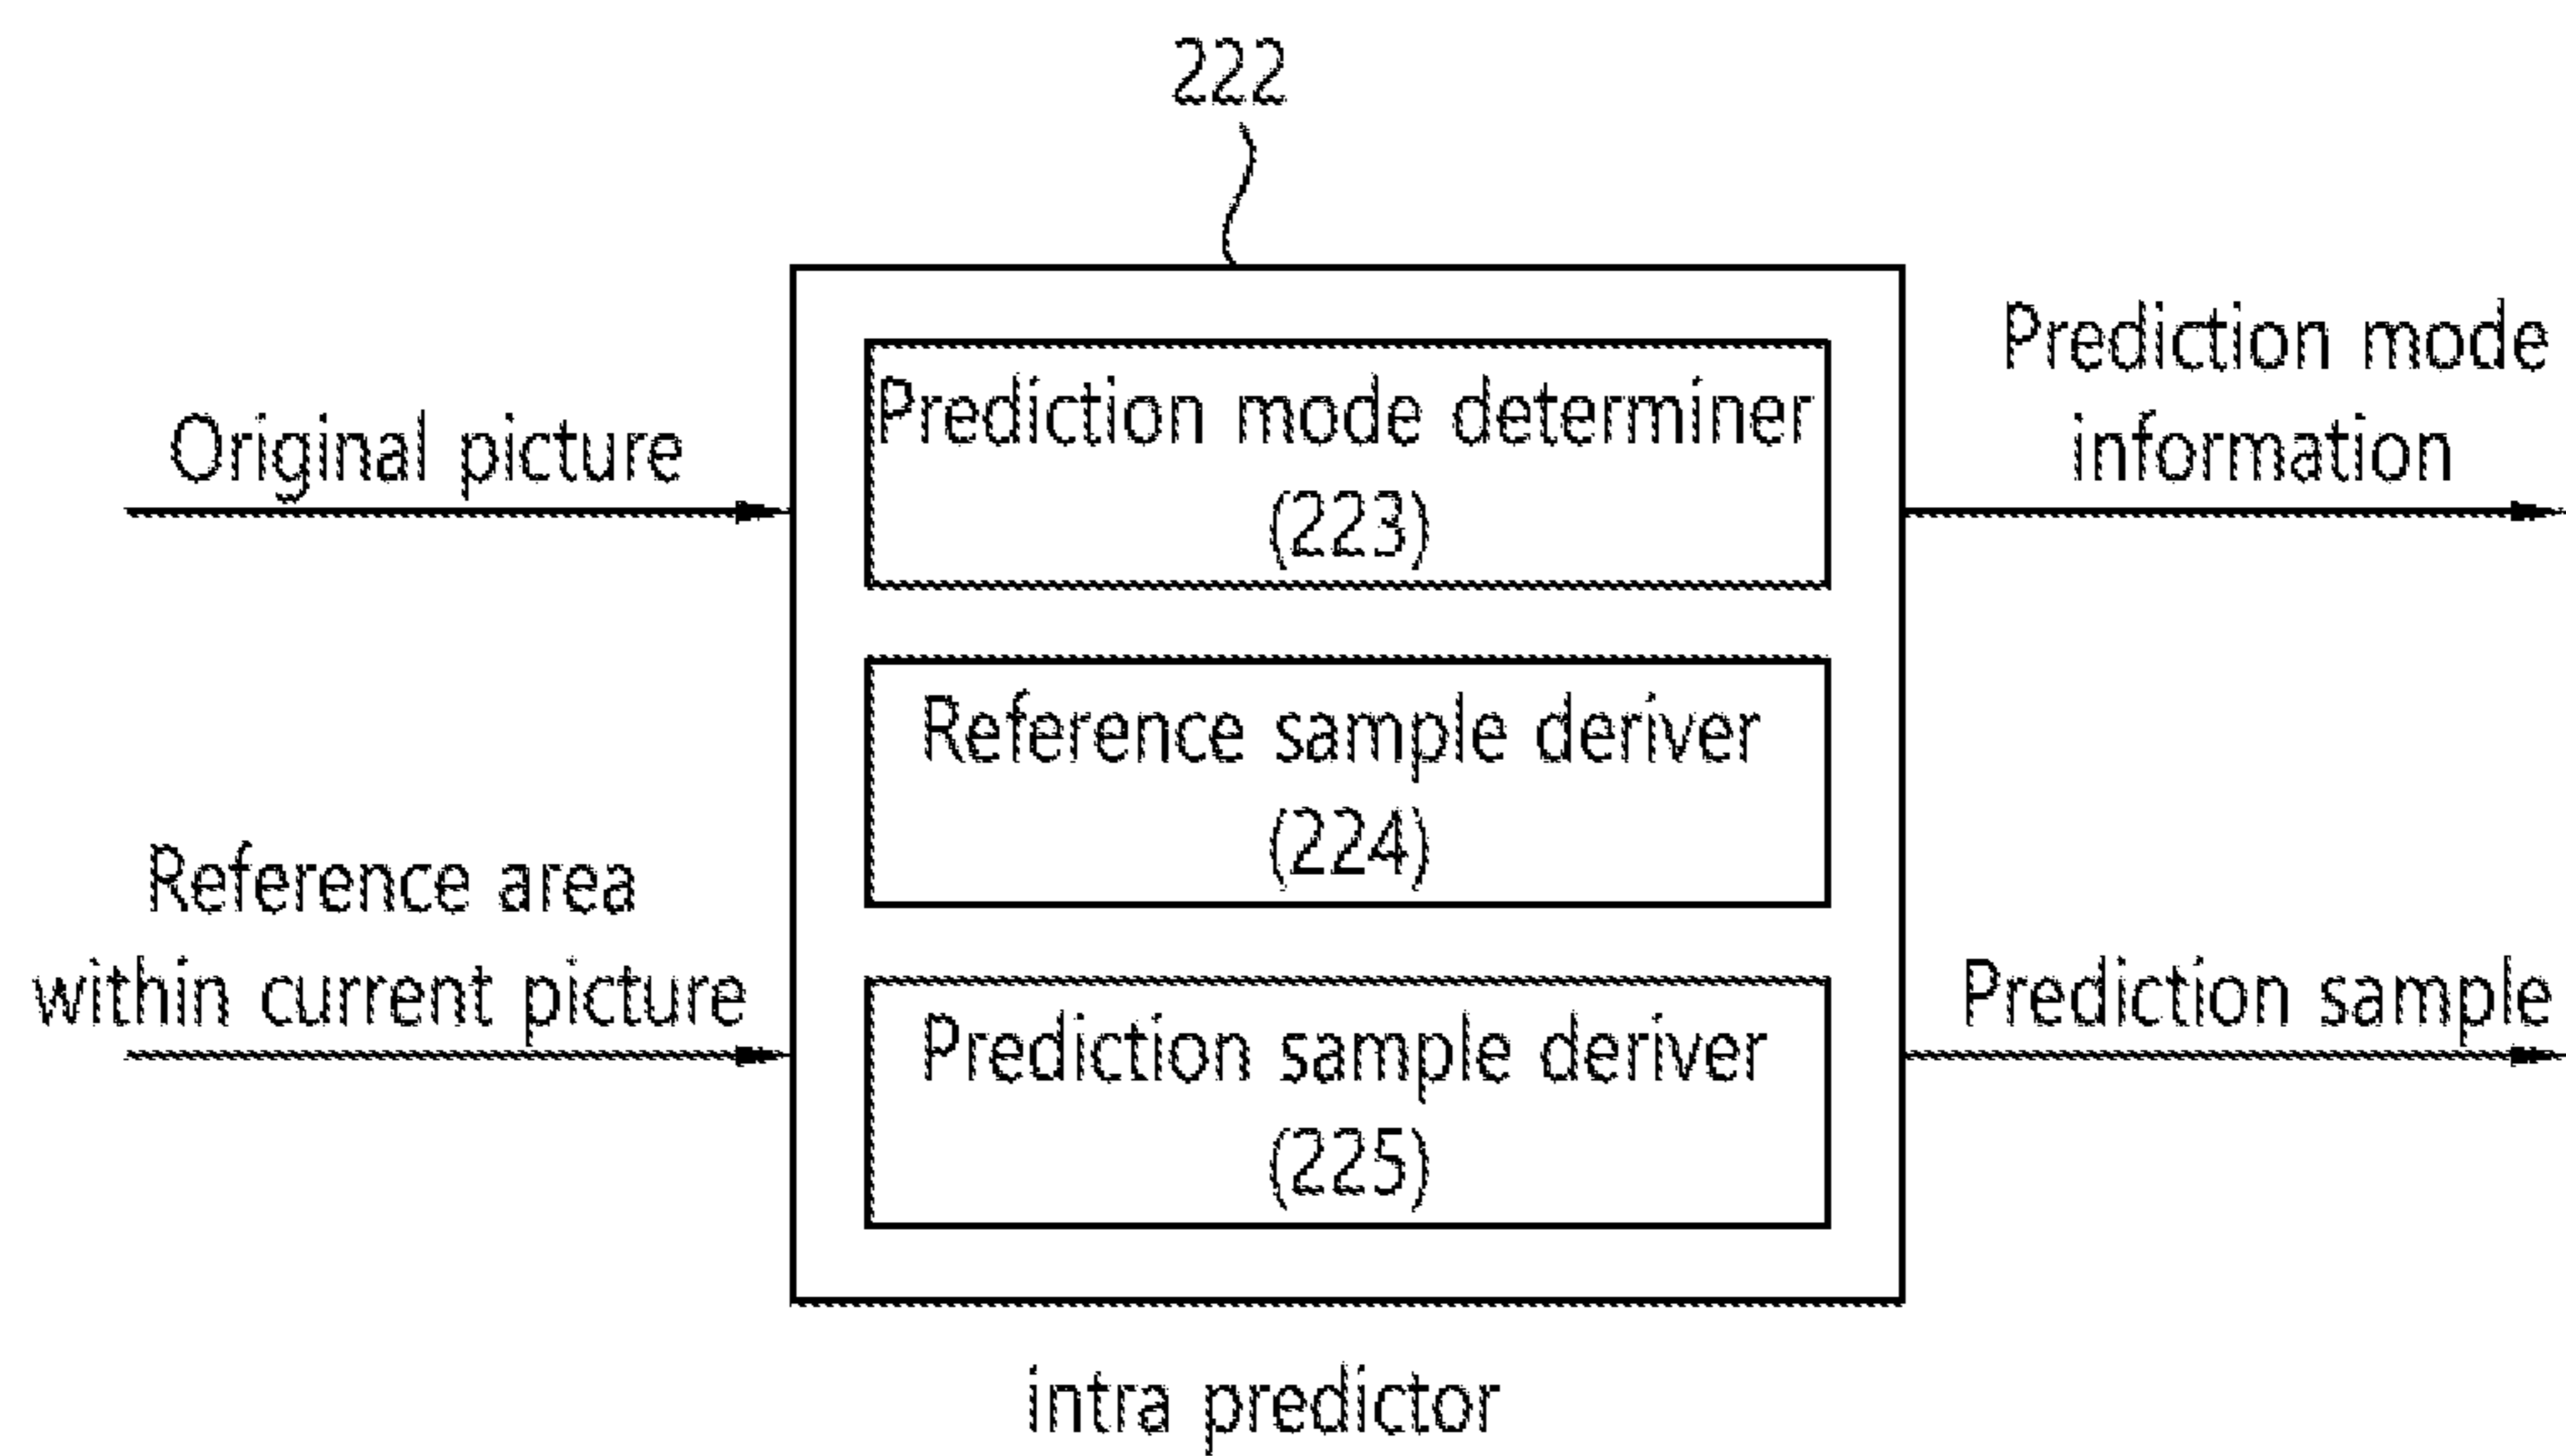 222
Original picture
Reference area
within current picture
Prediction mode determiner
(223)
Reference sample deriver
(224)
Prediction sample deriver
(225)
Prediction mode
information
Prediction sample
intra predictor